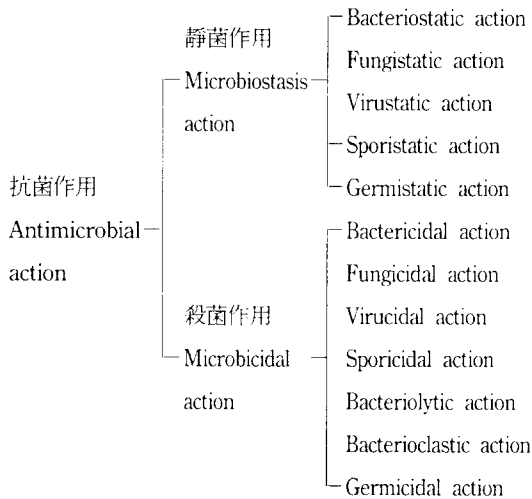 抗菌作用
Antimicrobial
action
靜菌作用
Microbiostasis
action
Bacteriostatic action
Fungistatic action
Virustatic action
Sporistatic action
Germistatic action
殺菌作用
Microbicidal
action
Bactericidal action
Fungicidal action
Virucidal action
Sporicidal action
Bacteriolytic action
Bacterioclastic action
Germicidal action